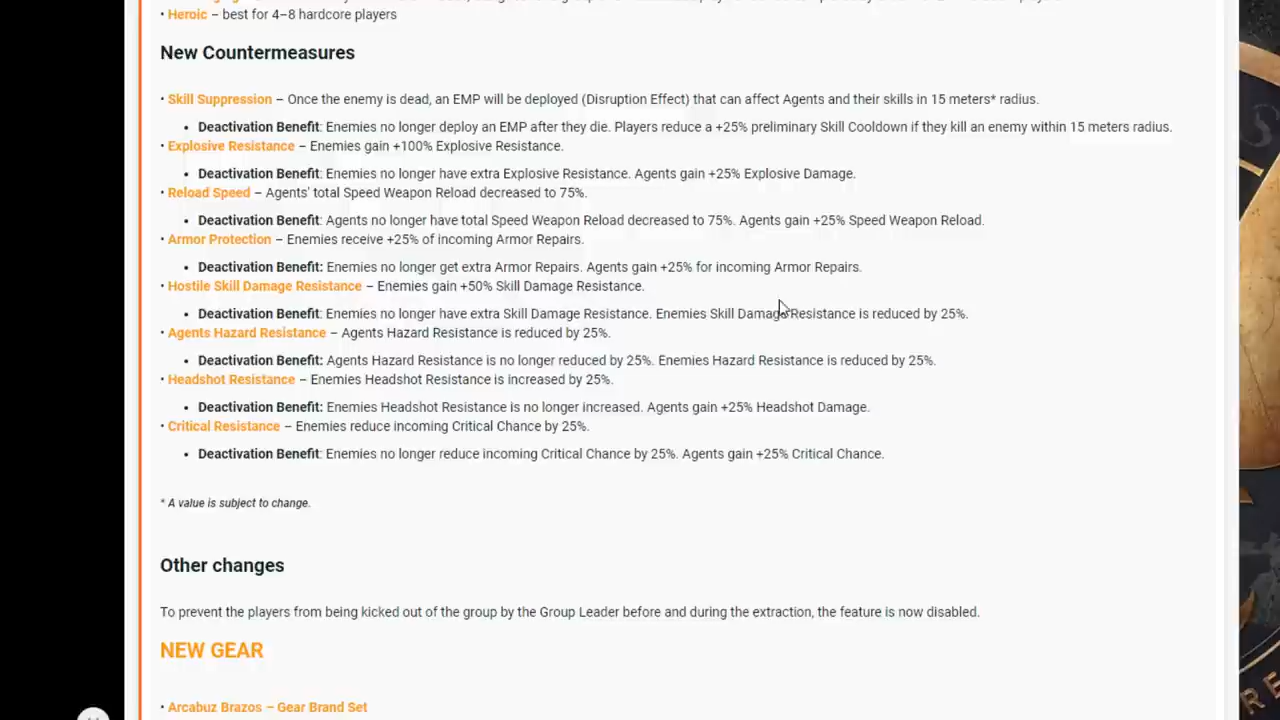 • Heroic – best for 4–8 hardcore players
New Countermeasures
• Skill Suppression – Once the enemy is dead, an EMP will be deployed (Disruption Effect) that can affect Agents and their skills in 15 meters* radius.
• Deactivation Benefit: Enemies no longer deploy an EMP after they die. Players reduce a +25% preliminary Skill Cooldown if they kill an enemy within 15 meters radius.
• Explosive Resistance – Enemies gain +100% Explosive Resistance.
• Deactivation Benefit: Enemies no longer have extra Explosive Resistance. Agents gain +25% Explosive Damage.
• Reload Speed – Agents' total Speed Weapon Reload decreased to 75%.
• Deactivation Benefit: Agents no longer have total Speed Weapon Reload decreased to 75%. Agents gain +25% Speed Weapon Reload.
• Armor Protection – Enemies receive +25% of incoming Armor Repairs.
• Deactivation Benefit: Enemies no longer get extra Armor Repairs. Agents gain +25% for incoming Armor Repairs.
• Hostile Skill Damage Resistance – Enemies gain +50% Skill Damage Resistance.
• Deactivation Benefit: Enemies no longer have extra Skill Damage Resistance. Enemies Skill Damage Resistance is reduced by 25%.
• Agents Hazard Resistance – Agents Hazard Resistance is reduced by 25%.
• Deactivation Benefit: Agents Hazard Resistance is no longer reduced by 25%. Enemies Hazard Resistance is reduced by 25%.
• Headshot Resistance – Enemies Headshot Resistance is increased by 25%.
• Deactivation Benefit: Enemies Headshot Resistance is no longer increased. Agents gain +25% Headshot Damage.
• Critical Resistance – Enemies reduce incoming Critical Chance by 25%.
• Deactivation Benefit: Enemies no longer reduce incoming Critical Chance by 25%. Agents gain +25% Critical Chance.
* A value is subject to change.
Other changes
To prevent the players from being kicked out of the group by the Group Leader before and during the extraction, the feature is now disabled.
NEW GEAR
• Arcabuz Brazos – Gear Brand Set